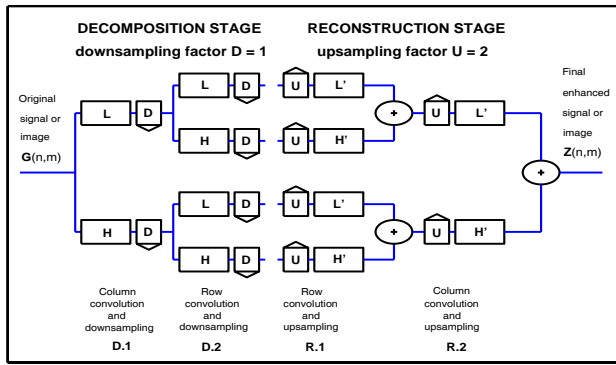 DECOMPOSITION STAGE
downsampling factor D = 1
RECONSTRUCTION STAGE
upsampling factor U = 2
Original
signal or
image
G(n,m)
L D
L D U L'
H D U H'
+
U L'
H D
L D U L'
H D U H'
+
U H'
+
Final
enhanced
signal or
image
Z(n,m)
Column
convolution
and
downsampling
D.1
Row
convolution
and
downsampling
D.2
Row
convolution
and
upsampling
R.1
Column
convolution
and
upsampling
R.2